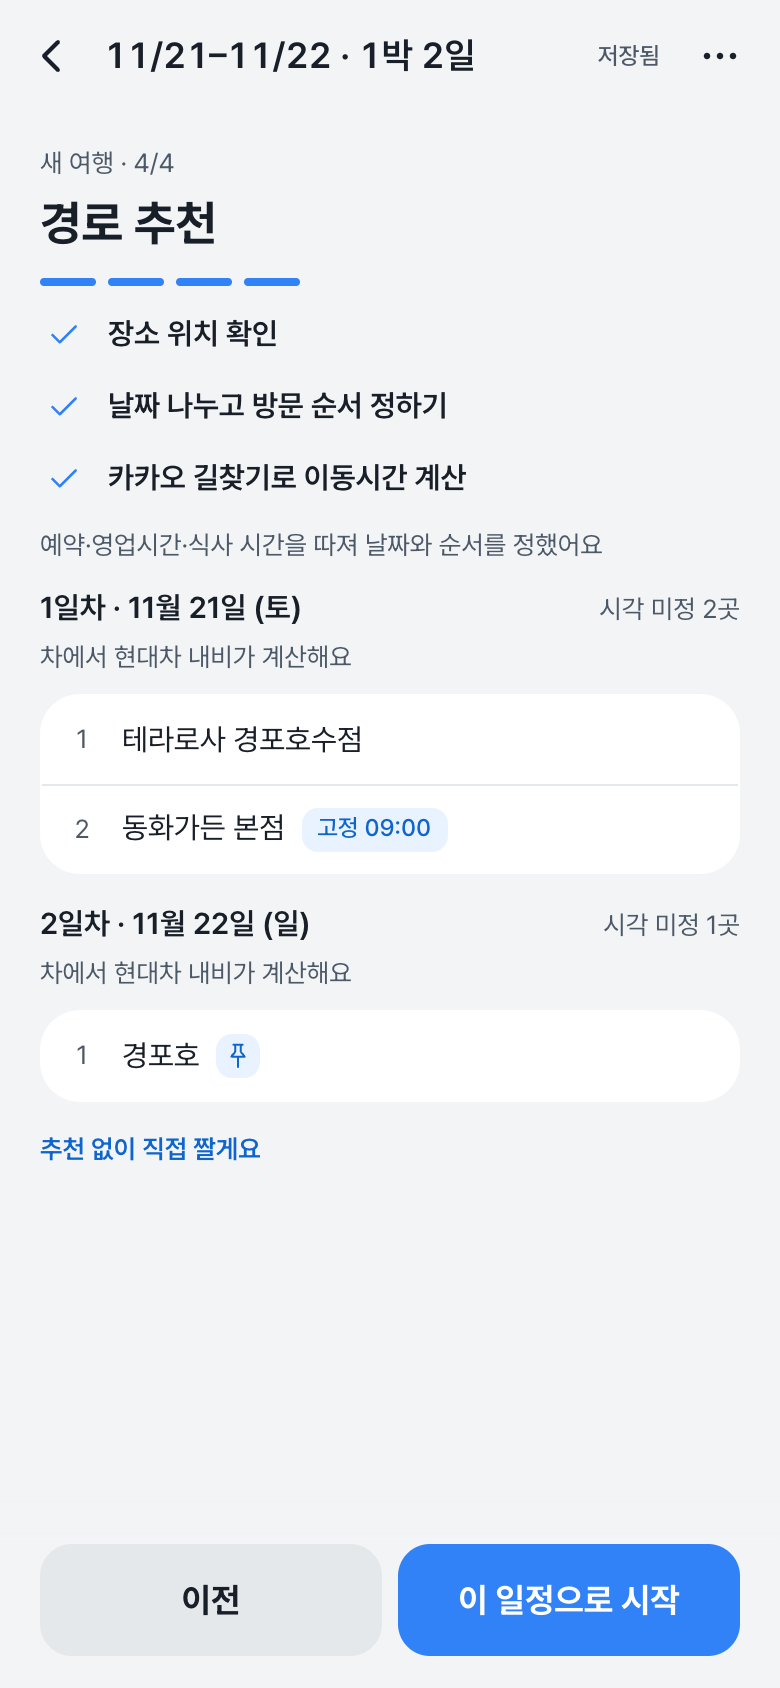 11/21–11/22 · 1박 2일 저장됨
새 여행 · 4/4
경로 추천
장소 위치 확인
날짜 나누고 방문 순서 정하기
카카오 길찾기로 이동시간 계산
예약·영업시간·식사 시간을 따져 날짜와 순서를 정했어요
1일차 · 11월 21일 (토) 시각 미정 2곳
차에서 현대차 내비가 계산해요
1 테라로사 경포호수점
2 동화가든 본점 고정 09:00
2일차 · 11월 22일 (일) 시각 미정 1곳
차에서 현대차 내비가 계산해요
1 경포호
추천 없이 직접 짤게요
이전 이 일정으로 시작